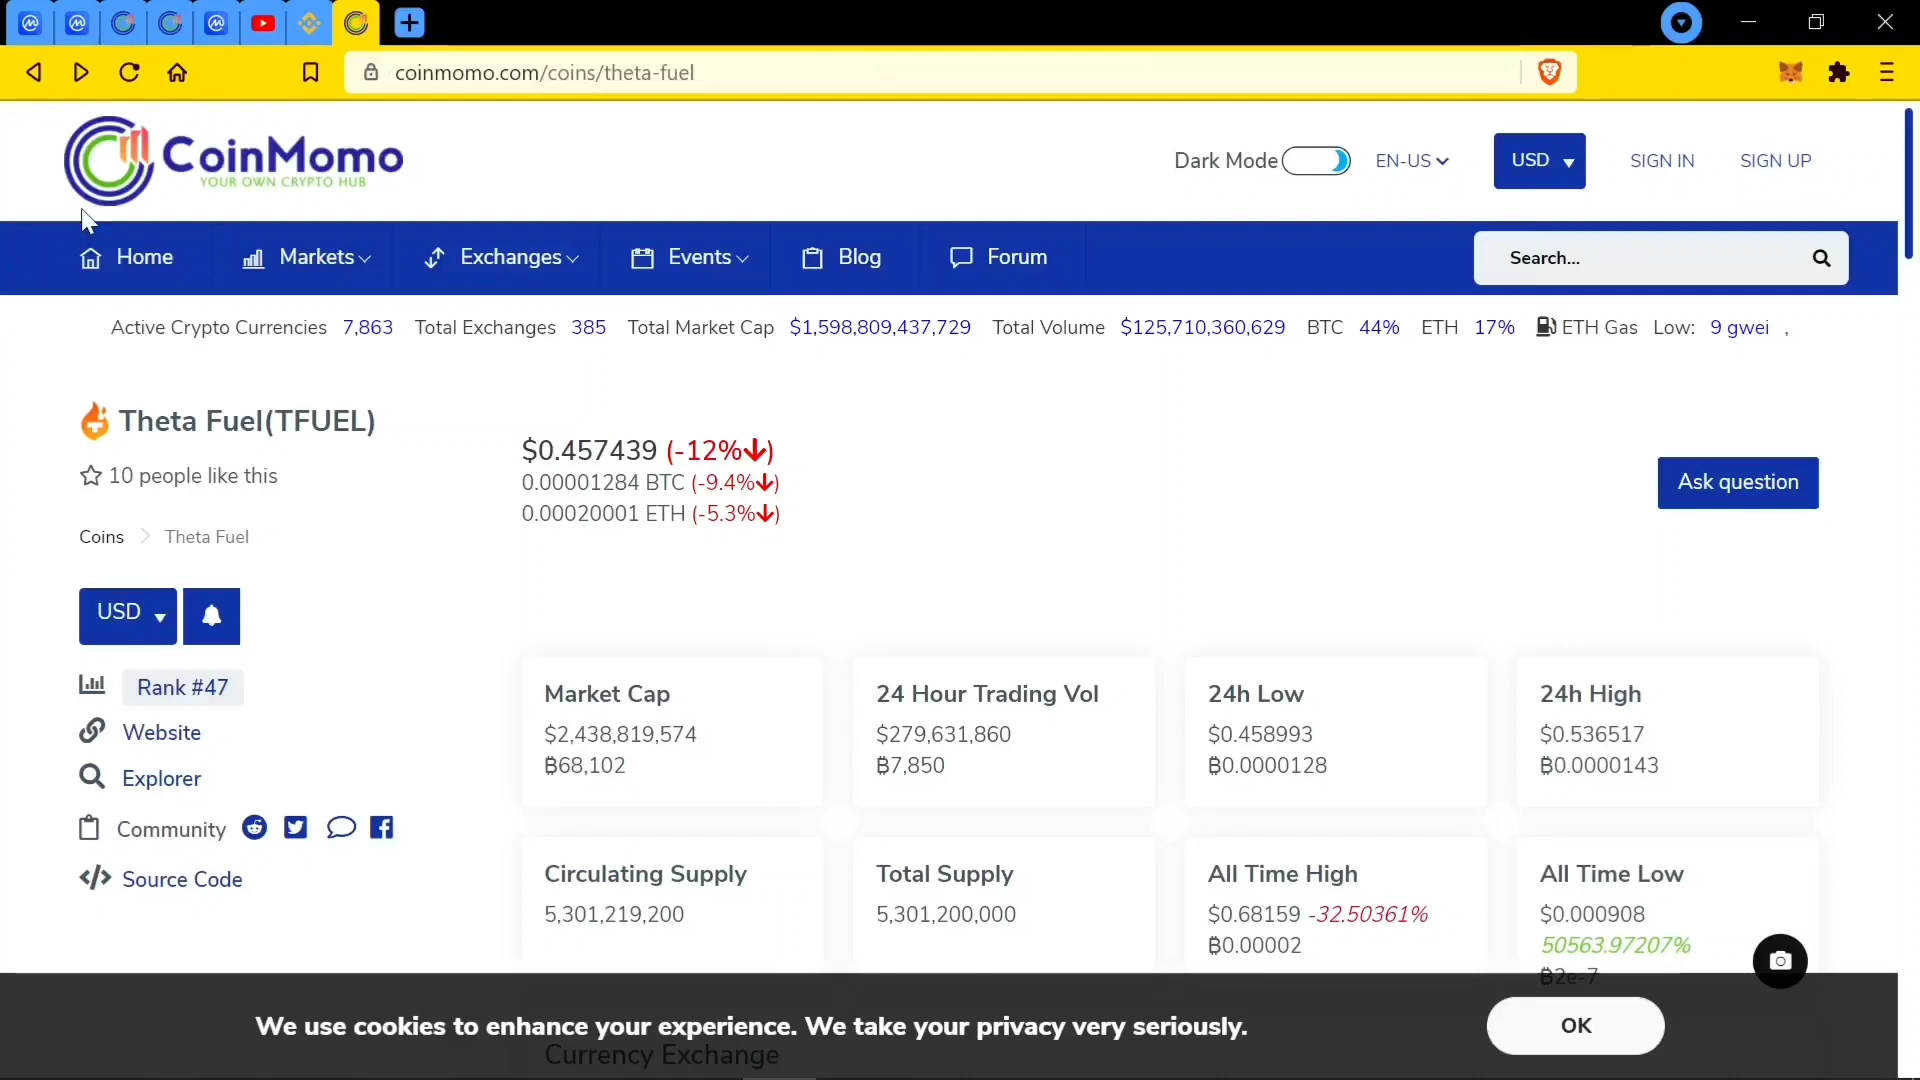 coinmomo.com/coins/theta-fuel
CoinMomo
YOUR OWN CRYPTO HUB
Dark Mode EN-US USD SIGN IN SIGN UP
Home Markets Exchanges Events Blog Forum Search...
Active Crypto Currencies 7,863 Total Exchanges 385 Total Market Cap $1,598,809,437,729 Total Volume $125,710,360,629 BTC 44% ETH 17% ETH Gas Low: 9 gwei ,
Theta Fuel(TFUEL)
10 people like this
Coins Theta Fuel
USD
Rank #47
Website
Explorer
Community
Source Code
$0.457439 (-12%↓)
0.00001284 BTC (-9.4%↓)
0.00020001 ETH (-5.3%↓)
Ask question
Market Cap
$2,438,819,574
₿68,102
24 Hour Trading Vol
$279,631,860
₿7,850
24h Low
$0.458993
₿0.0000128
24h High
$0.536517
₿0.0000143
Circulating Supply
5,301,219,200
Total Supply
5,301,200,000
All Time High
$0.68159 -32.50361%
₿0.00002
All Time Low
$0.000908
50563.97207%
₿2e-7
We use cookies to enhance your experience. We take your privacy very seriously.
OK
Currency Exchange